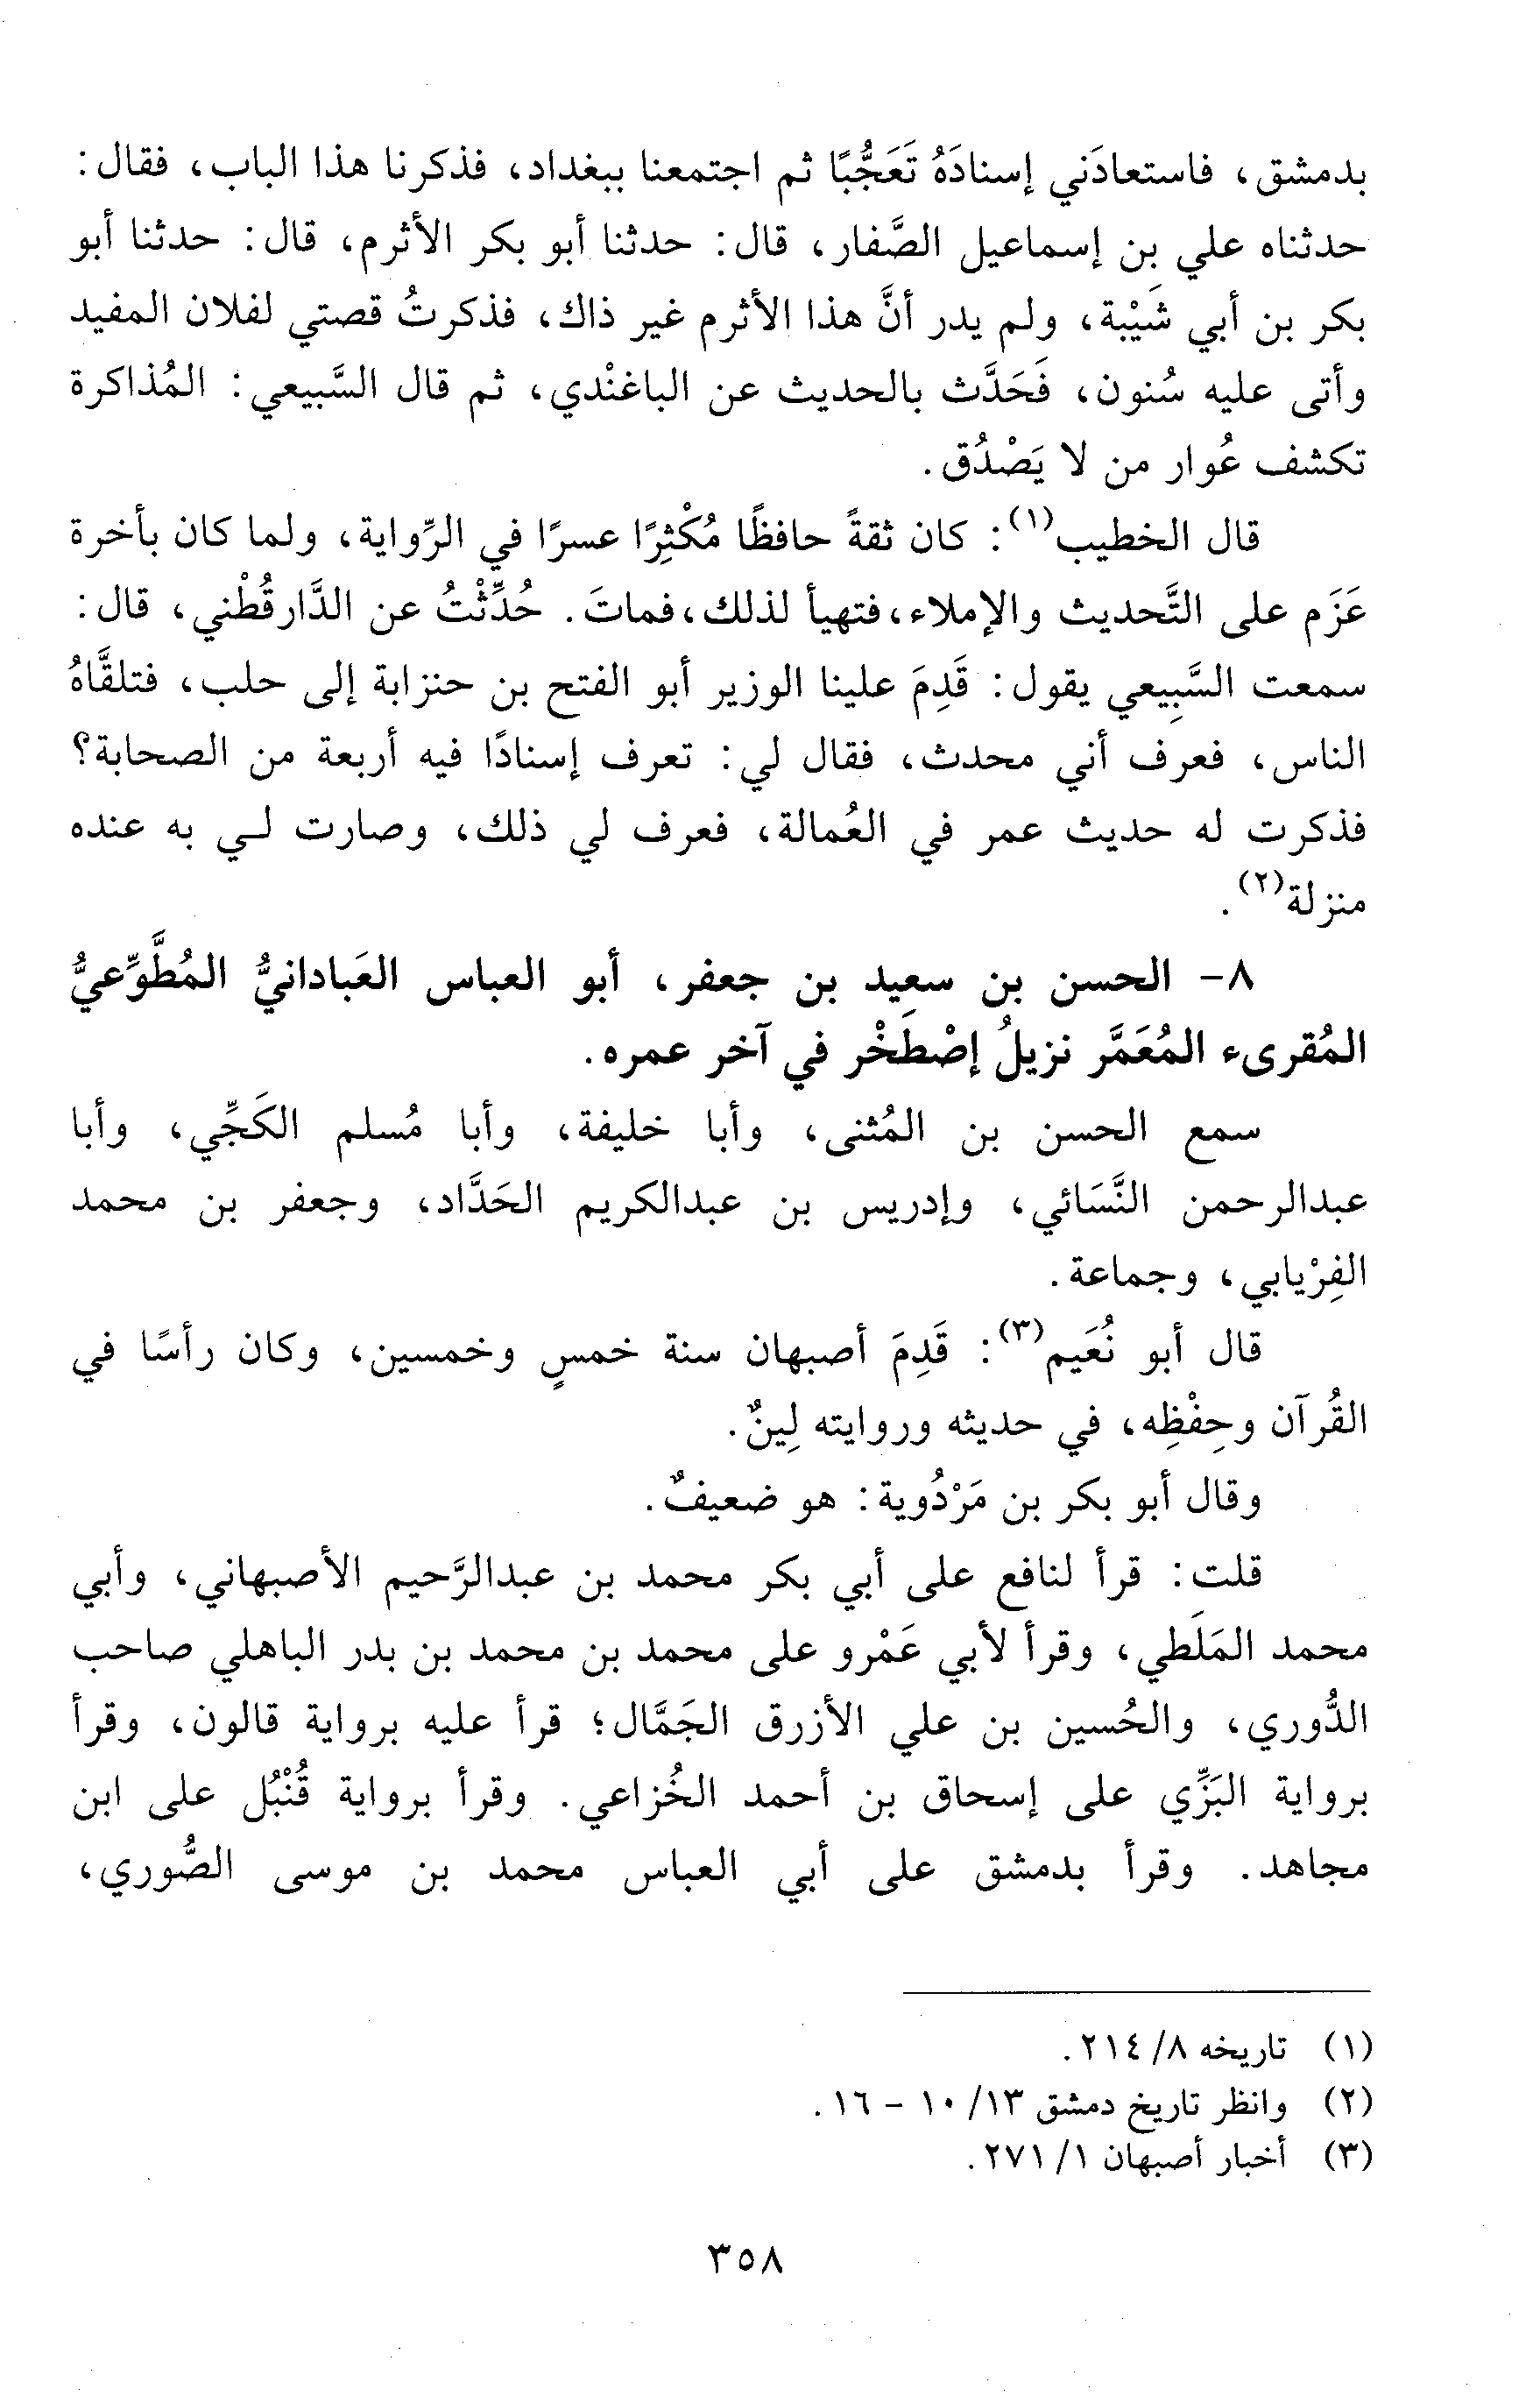 بدمشق، فاستعادَني إسنادَهُ تَعَجُّبًا ثم اجتمعنا ببغداد، فذكرنا هذا الباب، فقال:
حدثناه علي بن إسماعيل الصَّفار، قال: حدثنا أبو بكر الأثرم، قال: حدثنا أبو
بكر بن أبي شَيْبة، ولم يدر أنَّ هذا الأثرم غير ذاك، فذكرتُ قصتي لفلان المفيد
وأتى عليه سُنون، فَحَدَّث بالحديث عن الباغنْدي، ثم قال السَّبيعي: المُذاكرة
تكشف عُوار من لا يَصْدُق.
قال الخطيب(١): كان ثقةً حافظًا مُكْثِرًا عسرًا في الرِّواية، ولما كان بأخرة
عَزَم على التَّحديث والإملاء، فتهيأ لذلك، فماتَ. حُدِّثْتُ عن الدَّارقُطْني، قال:
سمعت السَّبِيعي يقول: قَدِمَ علينا الوزير أبو الفتح بن حنزابة إلى حلب، فتلقَّاهُ
الناس، فعرف أني محدث، فقال لي: تعرف إسنادًا فيه أربعة من الصحابة؟
فذكرت له حديث عمر في العُمالة، فعرف لي ذلك، وصارت لي به عنده
منزلة(٢).
٨- الحسن بن سعِيد بن جعفر، أبو العباس العَبادانيُّ المُطَّوِّعيُّ
المُقرىء المُعَمَّر نزيلُ إصْطَخْر في آخر عمره.
سمع الحسن بن المُثنى، وأبا خليفة، وأبا مُسلم الكَجِّي، وأبا
عبدالرحمن النَّسَائي، وإدريس بن عبدالكريم الحَدَّاد، وجعفر بن محمد
الفِرْيابي، وجماعة.
قال أبو نُعَيم(٣): قَدِمَ أصبهان سنة خمسٍ وخمسين، وكان رأسًا في
القُرآن وحِفْظِه، في حديثه وروايته لِينٌ.
وقال أبو بكر بن مَرْدُوية: هو ضعيفٌ.
قلت: قرأ لنافع على أبي بكر محمد بن عبدالرَّحيم الأصبهاني، وأبي
محمد المَلَطي، وقرأ لأبي عَمْرو على محمد بن محمد بن بدر الباهلي صاحب
الدُّوري، والحُسين بن علي الأزرق الجَمَّال؛ قرأ عليه برواية قالون، وقرأ
برواية البَزِّي على إسحاق بن أحمد الخُزاعي. وقرأ برواية قُنْبُل على ابن
مجاهد. وقرأ بدمشق على أبي العباس محمد بن موسى الصُّوري،
(١) تاريخه ٨/ ٢١٤.
(٢) وانظر تاريخ دمشق ١٣/ ١٠ - ١٦.
(٣) أخبار أصبهان ١/ ٢٧١.
٣٥٨